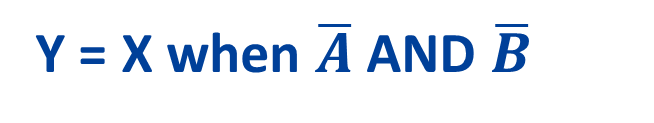 Y = X when A̅ AND B̅